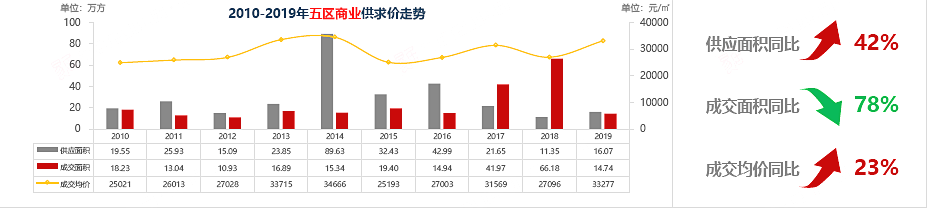 单位：万方
2010-2019年五区商业供求价走势
单位：元/㎡
100
80
60
40
20
0
40000
30000
20000
10000
0
2010 2011 2012 2013 2014 2015 2016 2017 2018 2019
供应面积 19.55 25.93 15.09 23.85 89.63 32.43 42.99 21.65 11.35 16.07
成交面积 18.23 13.04 10.93 16.89 15.34 19.40 14.94 41.97 66.18 14.74
成交均价 25021 26013 27028 33715 34666 25193 27003 31569 27096 33277
供应面积同比 42%
成交面积同比 78%
成交均价同比 23%